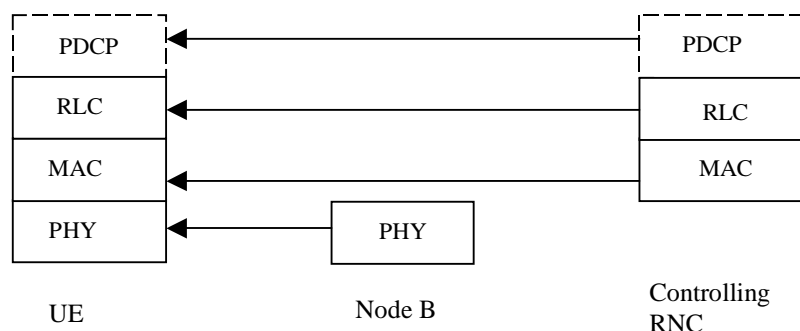 PDCP PDCP
RLC RLC
MAC MAC
PHY PHY
UE Node B Controlling
RNC